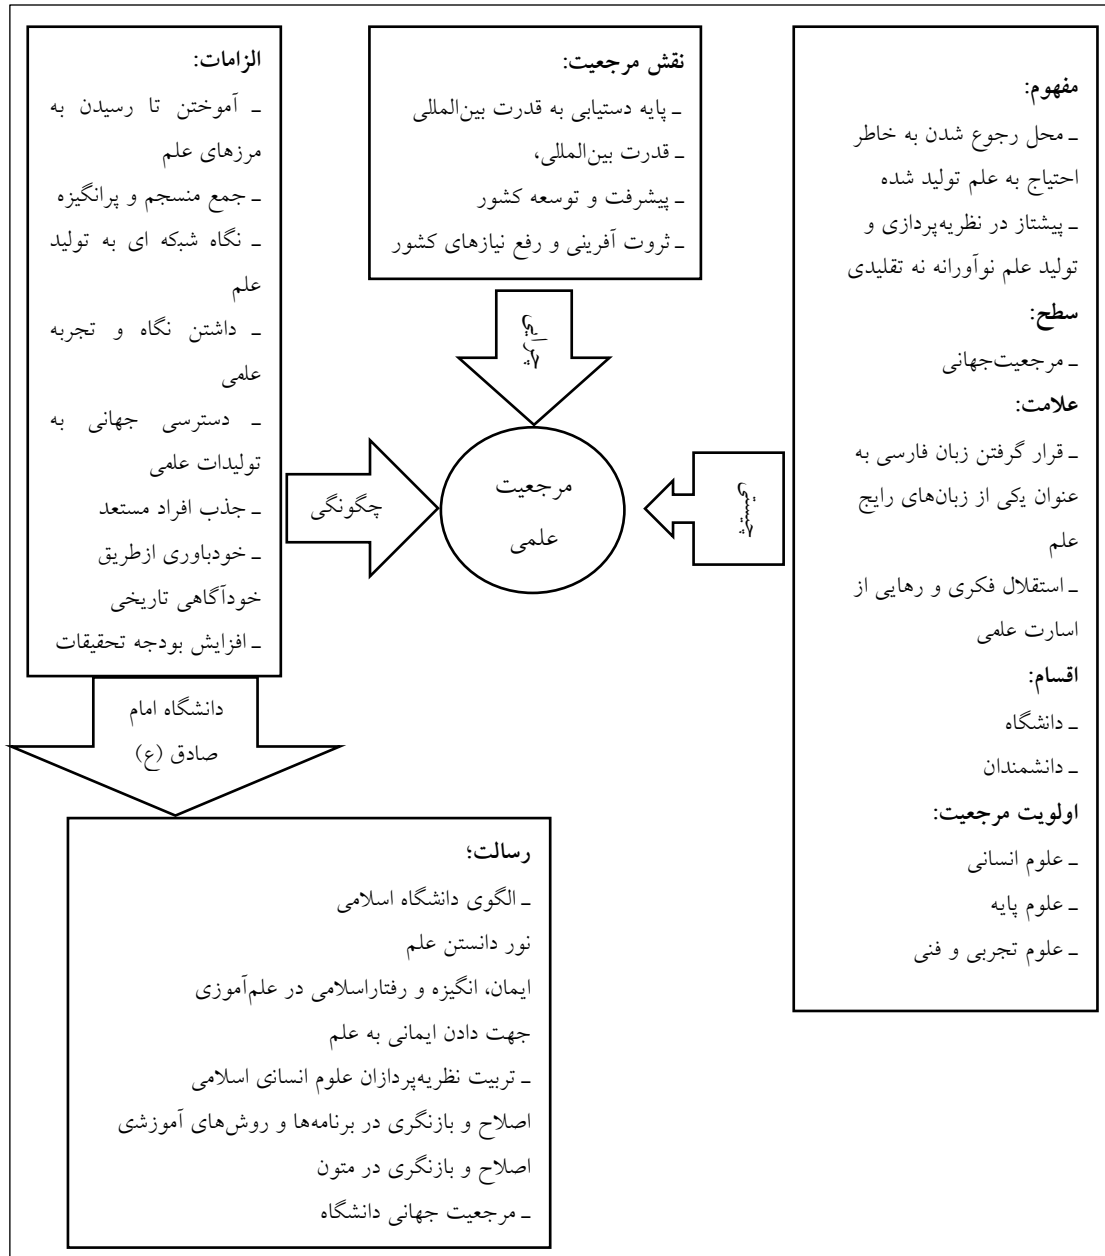 مفهوم:
ـ محل رجوع شدن به خاطر
احتیاج به علم تولید شده
ـ پیشتاز در نظریه‌پردازی و
تولید علم نوآورانه نه تقلیدی
سطح:
ـ مرجعیت‌جهانی
علامت:
ـ قرار گرفتن زبان فارسی به
عنوان یکی از زبان‌های رایج
علم
ـ استقلال فکری و رهایی از
اسارت علمی
اقسام:
ـ دانشگاه
ـ دانشمندان
اولویت مرجعیت:
ـ علوم انسانی
ـ علوم پایه
ـ علوم تجربی و فنی
چیستی
نقش مرجعیت:
ـ پایه دستیابی به قدرت بین‌المللی
ـ قدرت بین‌المللی،
ـ پیشرفت و توسعه کشور
ـ ثروت آفرینی و رفع نیازهای کشور
چرایی
مرجعیت
علمی
الزامات:
ـ آموختن تا رسیدن به
مرزهای علم
ـ جمع منسجم و پرانگیزه
ـ نگاه شبکه ای به تولید
علم
ـ داشتن نگاه و تجربه
علمی
ـ دسترسی جهانی به
تولیدات علمی
ـ جذب افراد مستعد
ـ خودباوری ازطریق
خودآگاهی تاریخی
ـ افزایش بودجه تحقیقات
چگونگی
دانشگاه امام
صادق (ع)
رسالت؛
ـ الگوی دانشگاه اسلامی
نور دانستن علم
ایمان، انگیزه و رفتاراسلامی در علم‌آموزی
جهت دادن ایمانی به علم
ـ تربیت نظریه‌پردازان علوم انسانی اسلامی
اصلاح و بازنگری در برنامه‌ها و روش‌های آموزشی
اصلاح و بازنگری در متون
ـ مرجعیت جهانی دانشگاه